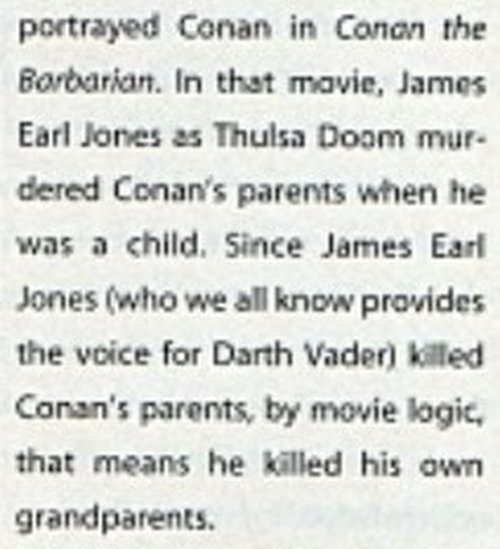 portrayed Conan in Conan the
Barbarian. In that movie, James
Earl Jones as Thulsa Doom mur-
dered Conan's parents when he
was a child. Since James Earl
Jones (who we all know provides
the voice for Darth Vader) killed
Conan's parents, by movie logic,
that means he killed his own
grandparents.